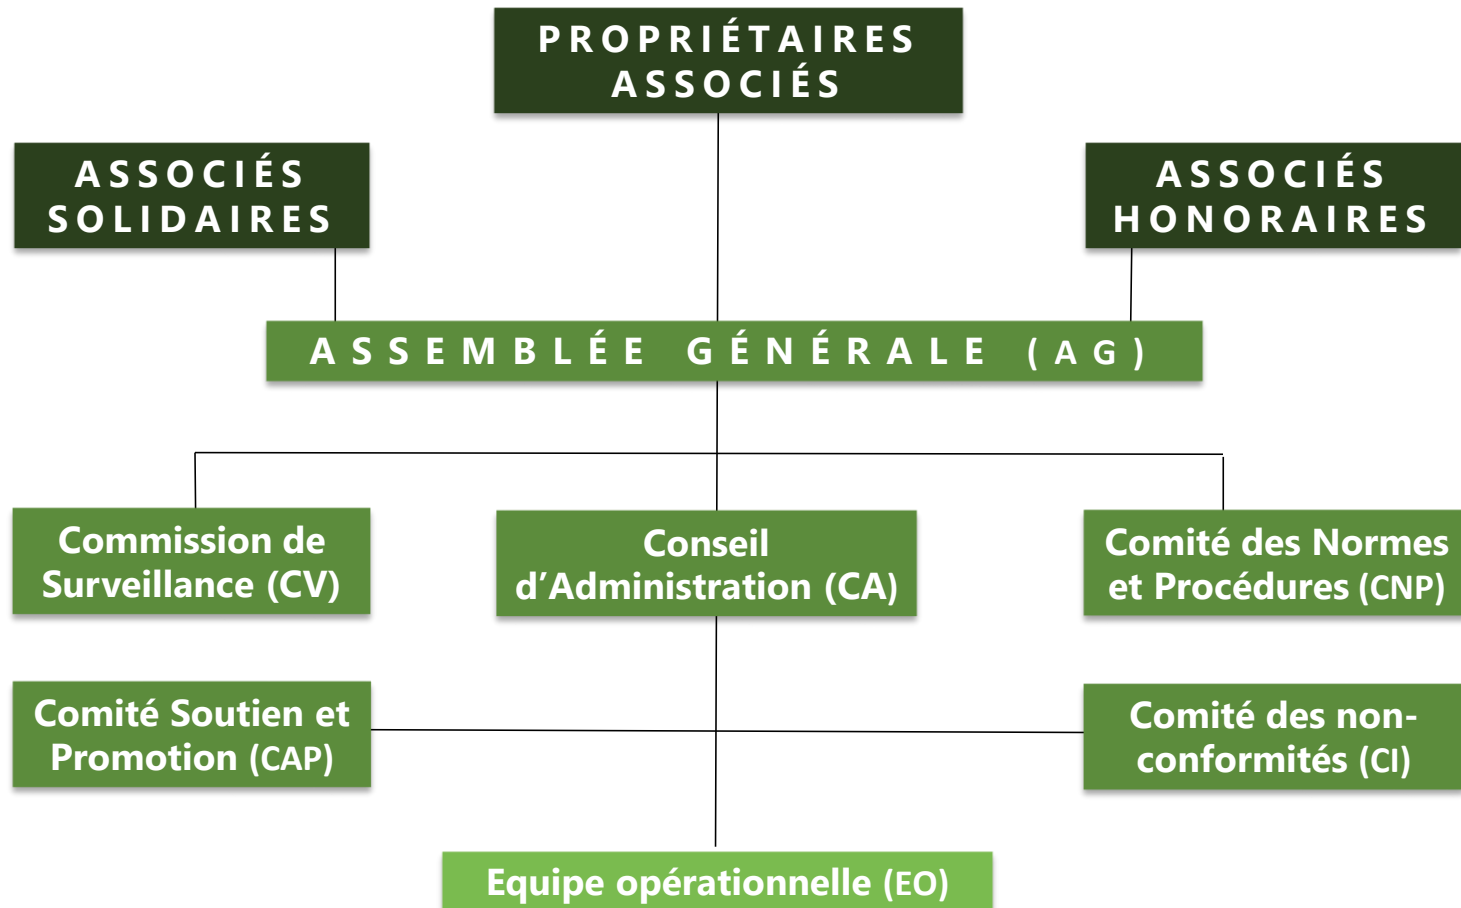 PROPRIÉTAIRES
ASSOCIÉS
ASSOCIÉS
SOLIDAIRES
ASSOCIÉS
HONORAIRES
ASSEMBLÉE GÉNÉRALE (AG)
Commission de
Surveillance (CV)
Conseil
d’Administration (CA)
Comité des Normes
et Procédures (CNP)
Comité Soutien et
Promotion (CAP)
Comité des non-
conformités (CI)
Equipe opérationnelle (EO)